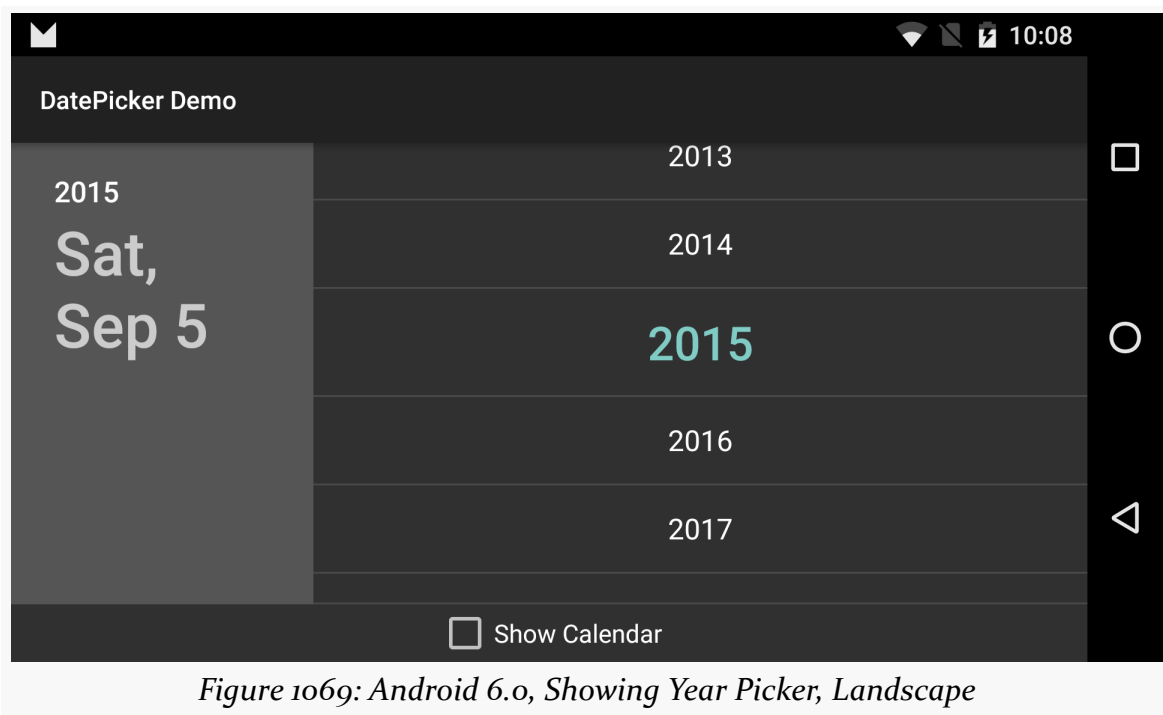 10:08
DatePicker Demo
2015
Sat,
Sep 5
2013
2014
2015
2016
2017
Show Calendar
Figure 1069: Android 6.0, Showing Year Picker, Landscape